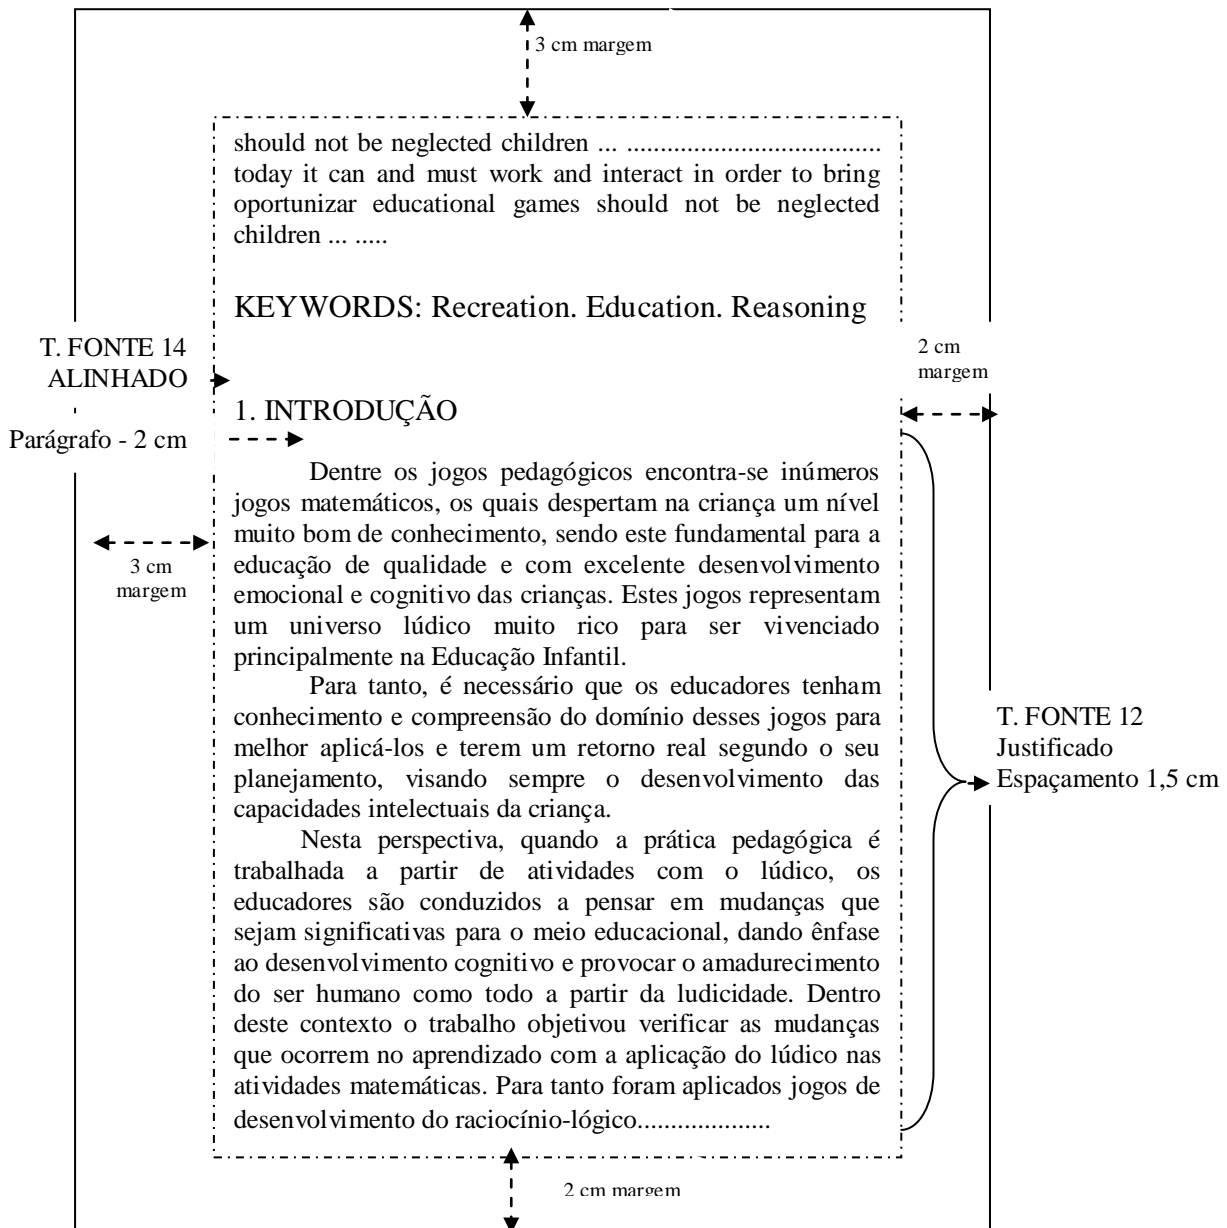 3 cm margem
should not be neglected children ... .......................................
today it can and must work and interact in order to bring
oportunizar educational games should not be neglected
children ... .....
KEYWORDS: Recreation. Education. Reasoning
T. FONTE 14
ALINHADO
2 cm
margem
1. INTRODUÇÃO
Parágrafo - 2 cm
Dentre os jogos pedagógicos encontra-se inúmeros
jogos matemáticos, os quais despertam na criança um nível
muito bom de conhecimento, sendo este fundamental para a
educação de qualidade e com excelente desenvolvimento
emocional e cognitivo das crianças. Estes jogos representam
um universo lúdico muito rico para ser vivenciado
principalmente na Educação Infantil.
3 cm
margem
Para tanto, é necessário que os educadores tenham
conhecimento e compreensão do domínio desses jogos para
melhor aplicá-los e terem um retorno real segundo o seu
planejamento, visando sempre o desenvolvimento das
capacidades intelectuais da criança.
T. FONTE 12
Justificado
Espaçamento 1,5 cm
Nesta perspectiva, quando a prática pedagógica é
trabalhada a partir de atividades com o lúdico, os
educadores são conduzidos a pensar em mudanças que
sejam significativas para o meio educacional, dando ênfase
ao desenvolvimento cognitivo e provocar o amadurecimento
do ser humano como todo a partir da ludicidade. Dentro
deste contexto o trabalho objetivou verificar as mudanças
que ocorrem no aprendizado com a aplicação do lúdico nas
atividades matemáticas. Para tanto foram aplicados jogos de
desenvolvimento do raciocínio-lógico....................
2 cm margem